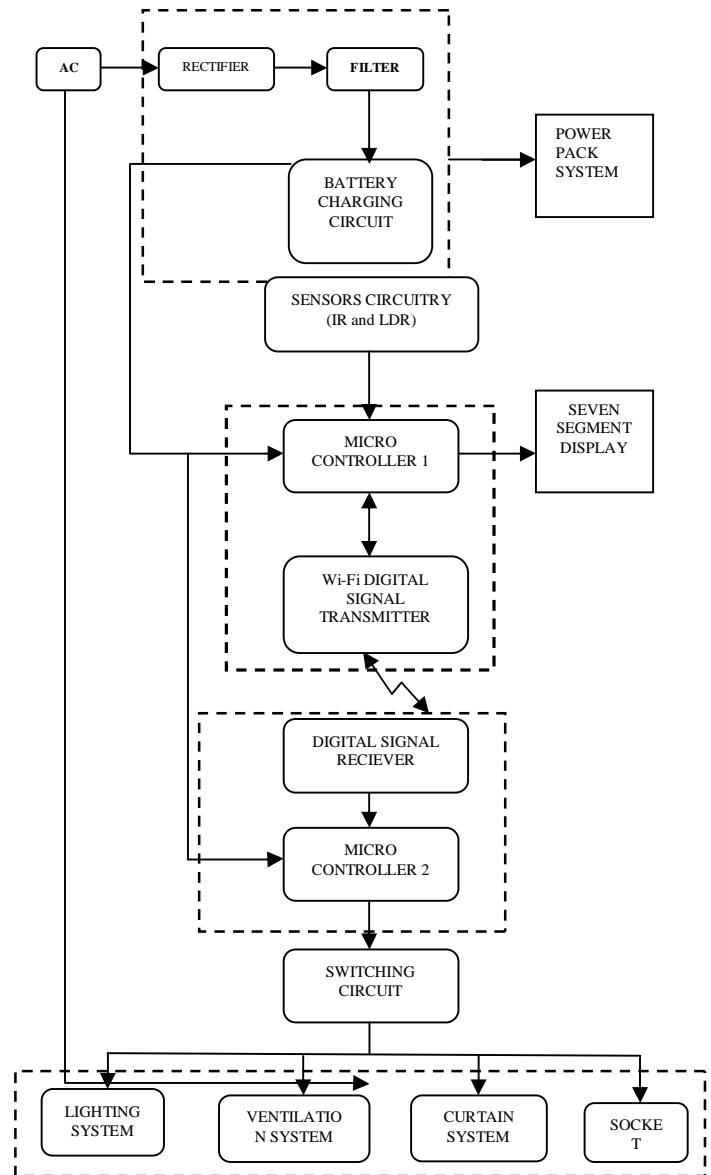 AC
RECTIFIER
FILTER
POWER
PACK
SYSTEM
BATTERY
CHARGING
CIRCUIT
SENSORS CIRCUITRY
(IR and LDR)
MICRO
CONTROLLER 1
SEVEN
SEGMENT
DISPLAY
Wi-Fi DIGITAL
SIGNAL
TRANSMITTER
DIGITAL SIGNAL
RECIEVER
MICRO
CONTROLLER 2
SWITCHING
CIRCUIT
LIGHTING
SYSTEM
VENTILATIO
N SYSTEM
CURTAIN
SYSTEM
SOCKE
T